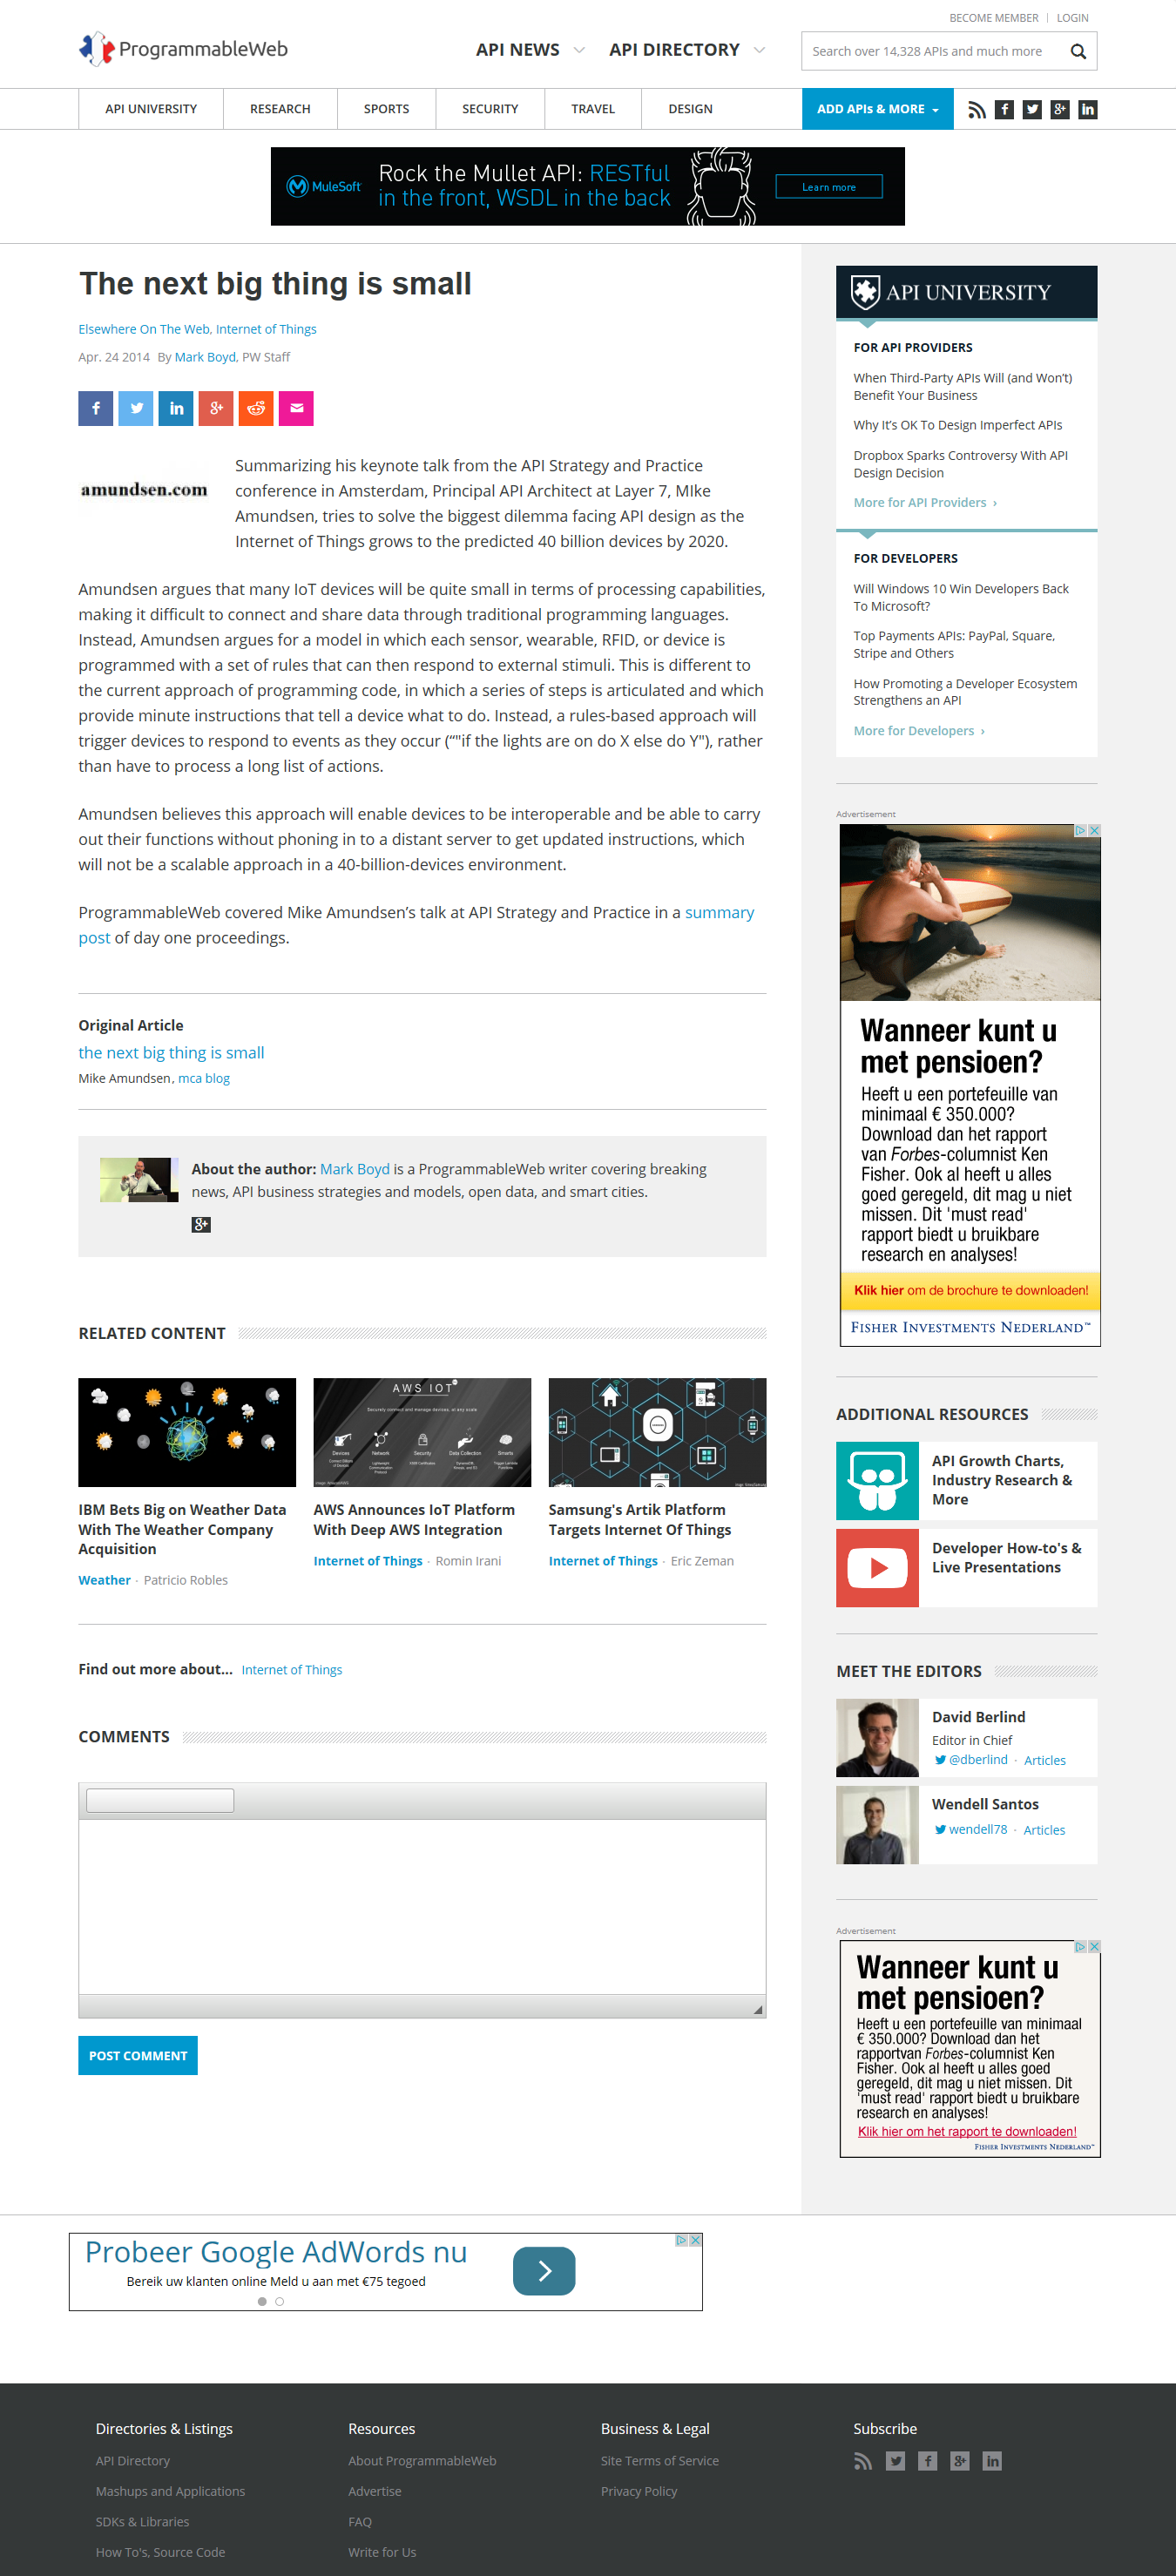 BECOME MEMBER | LOGIN
ProgrammableWeb
API NEWS
API DIRECTORY
Search over 14,328 APIs and much more
API UNIVERSITY
RESEARCH
SPORTS
SECURITY
TRAVEL
DESIGN
ADD APIs & MORE
MuleSoft
Rock the Mullet API: RESTful
in the front, WSDL in the back
Learn more
The next big thing is small
Elsewhere On The Web, Internet of Things
Apr. 24 2014 By Mark Boyd, PW Staff
amundsen.com
Summarizing his keynote talk from the API Strategy and Practice
conference in Amsterdam, Principal API Architect at Layer 7, MIke
Amundsen, tries to solve the biggest dilemma facing API design as the
Internet of Things grows to the predicted 40 billion devices by 2020.
Amundsen argues that many IoT devices will be quite small in terms of processing capabilities,
making it difficult to connect and share data through traditional programming languages.
Instead, Amundsen argues for a model in which each sensor, wearable, RFID, or device is
programmed with a set of rules that can then respond to external stimuli. This is different to
the current approach of programming code, in which a series of steps is articulated and which
provide minute instructions that tell a device what to do. Instead, a rules-based approach will
trigger devices to respond to events as they occur (“"if the lights are on do X else do Y"), rather
than have to process a long list of actions.
Amundsen believes this approach will enable devices to be interoperable and be able to carry
out their functions without phoning in to a distant server to get updated instructions, which
will not be a scalable approach in a 40-billion-devices environment.
ProgrammableWeb covered Mike Amundsen’s talk at API Strategy and Practice in a summary
post of day one proceedings.
Original Article
the next big thing is small
Mike Amundsen, mca blog
About the author: Mark Boyd is a ProgrammableWeb writer covering breaking
news, API business strategies and models, open data, and smart cities.
RELATED CONTENT
AWS IOT
Securely connect and manage devices, at any scale
Devices
Network
Security
Data Collection
Smarts
IBM Bets Big on Weather Data
With The Weather Company
Acquisition
Weather · Patricio Robles
AWS Announces IoT Platform
With Deep AWS Integration
Internet of Things · Romin Irani
Samsung's Artik Platform
Targets Internet Of Things
Internet of Things · Eric Zeman
Find out more about... Internet of Things
COMMENTS
POST COMMENT
API UNIVERSITY
FOR API PROVIDERS
When Third-Party APIs Will (and Won’t)
Benefit Your Business
Why It’s OK To Design Imperfect APIs
Dropbox Sparks Controversy With API
Design Decision
More for API Providers ›
FOR DEVELOPERS
Will Windows 10 Win Developers Back
To Microsoft?
Top Payments APIs: PayPal, Square,
Stripe and Others
How Promoting a Developer Ecosystem
Strengthens an API
More for Developers ›
Advertisement
Wanneer kunt u
met pensioen?
Heeft u een portefeuille van
minimaal € 350.000?
Download dan het rapport
van Forbes-columnist Ken
Fisher. Ook al heeft u alles
goed geregeld, dit mag u niet
missen. Dit 'must read'
rapport biedt u bruikbare
research en analyses!
Klik hier om de brochure te downloaden!
FISHER INVESTMENTS NEDERLAND™
ADDITIONAL RESOURCES
API Growth Charts,
Industry Research &
More
Developer How-to's &
Live Presentations
MEET THE EDITORS
David Berlind
Editor in Chief
@dberlind · Articles
Wendell Santos
wendell78 · Articles
Advertisement
Wanneer kunt u
met pensioen?
Heeft u een portefeuille van minimaal
€ 350.000? Download dan het
rapportvan Forbes-columnist Ken
Fisher. Ook al heeft u alles goed
geregeld, dit mag u niet missen. Dit
'must read' rapport biedt u bruikbare
research en analyses!
Klik hier om het rapport te downloaden!
FISHER INVESTMENTS NEDERLAND™
Probeer Google AdWords nu
Bereik uw klanten online Meld u aan met €75 tegoed
Directories & Listings
API Directory
Mashups and Applications
SDKs & Libraries
How To's, Source Code
Resources
About ProgrammableWeb
Advertise
FAQ
Write for Us
Business & Legal
Site Terms of Service
Privacy Policy
Subscribe